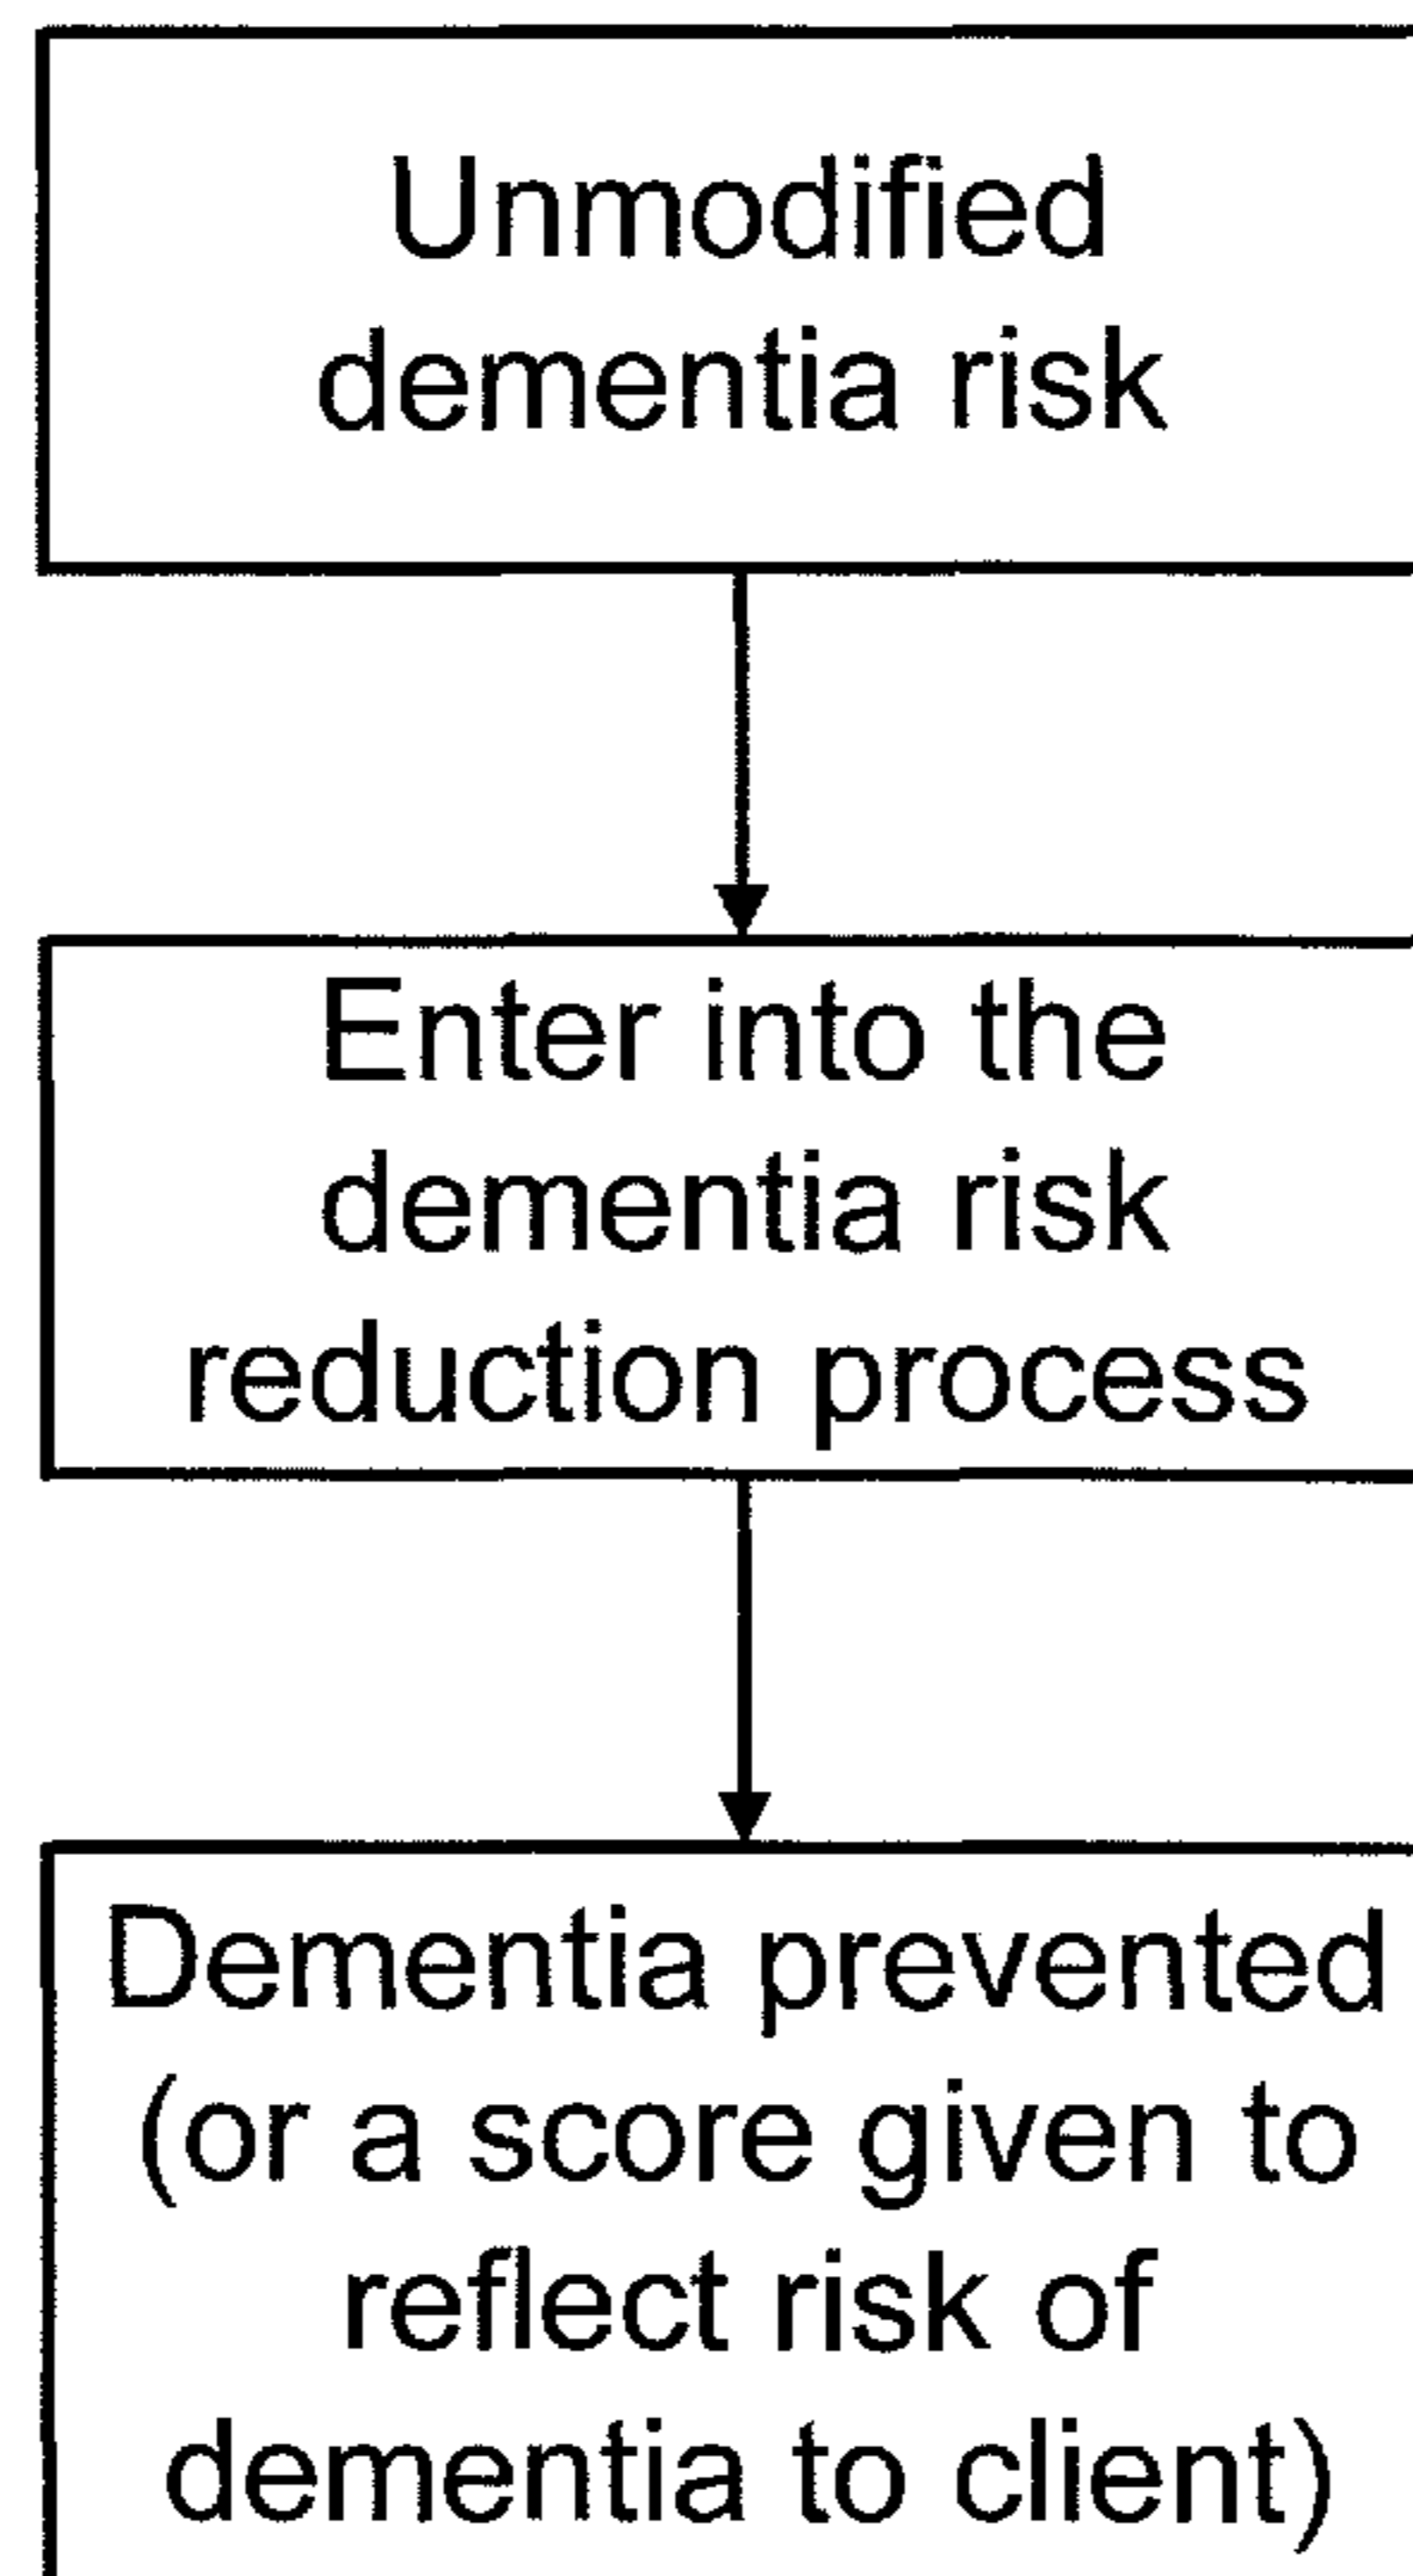 Unmodified
dementia risk
Enter into the
dementia risk
reduction process
Dementia prevented
(or a score given to
reflect risk of
dementia to client)